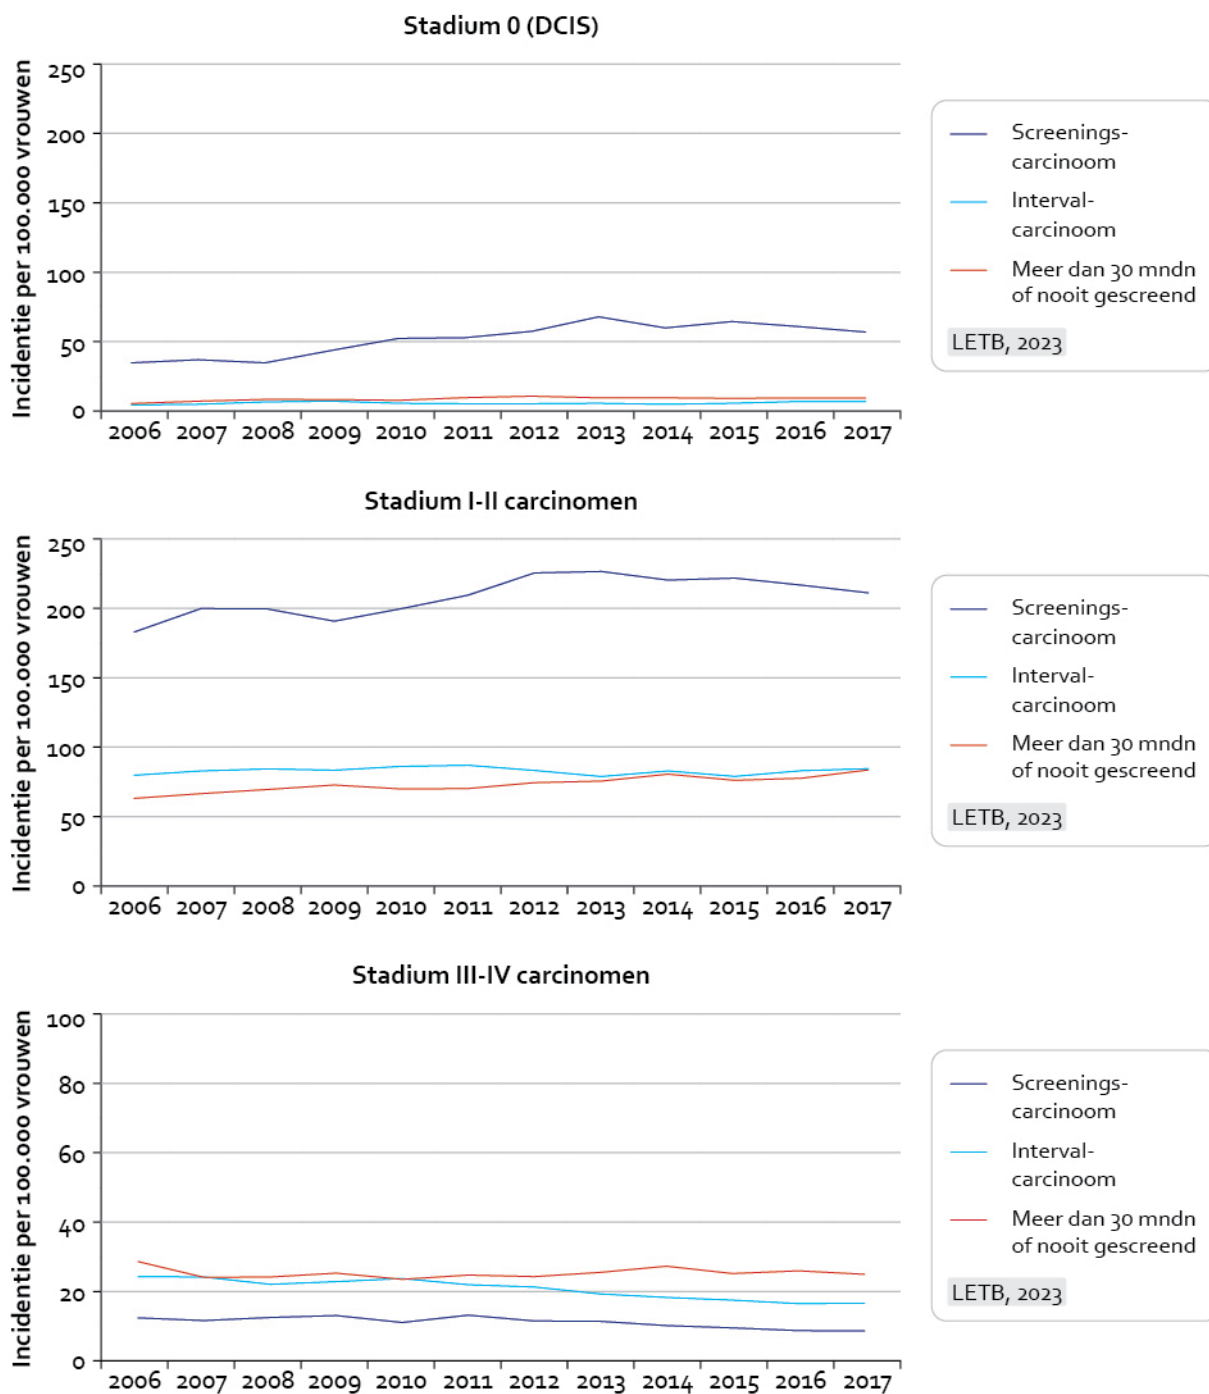 Stadium 0 (DCIS)
Incidentie per 100.000 vrouwen
250
200
150
100
50
0
2006 2007 2008 2009 2010 2011 2012 2013 2014 2015 2016 2017
Screenings-
carcinoom
Interval-
carcinoom
Meer dan 30 mndn
of nooit gescreend
LETB, 2023
Stadium I-II carcinomen
Incidentie per 100.000 vrouwen
250
200
150
100
50
0
2006 2007 2008 2009 2010 2011 2012 2013 2014 2015 2016 2017
Screenings-
carcinoom
Interval-
carcinoom
Meer dan 30 mndn
of nooit gescreend
LETB, 2023
Stadium III-IV carcinomen
Incidentie per 100.000 vrouwen
100
80
60
40
20
0
2006 2007 2008 2009 2010 2011 2012 2013 2014 2015 2016 2017
Screenings-
carcinoom
Interval-
carcinoom
Meer dan 30 mndn
of nooit gescreend
LETB, 2023